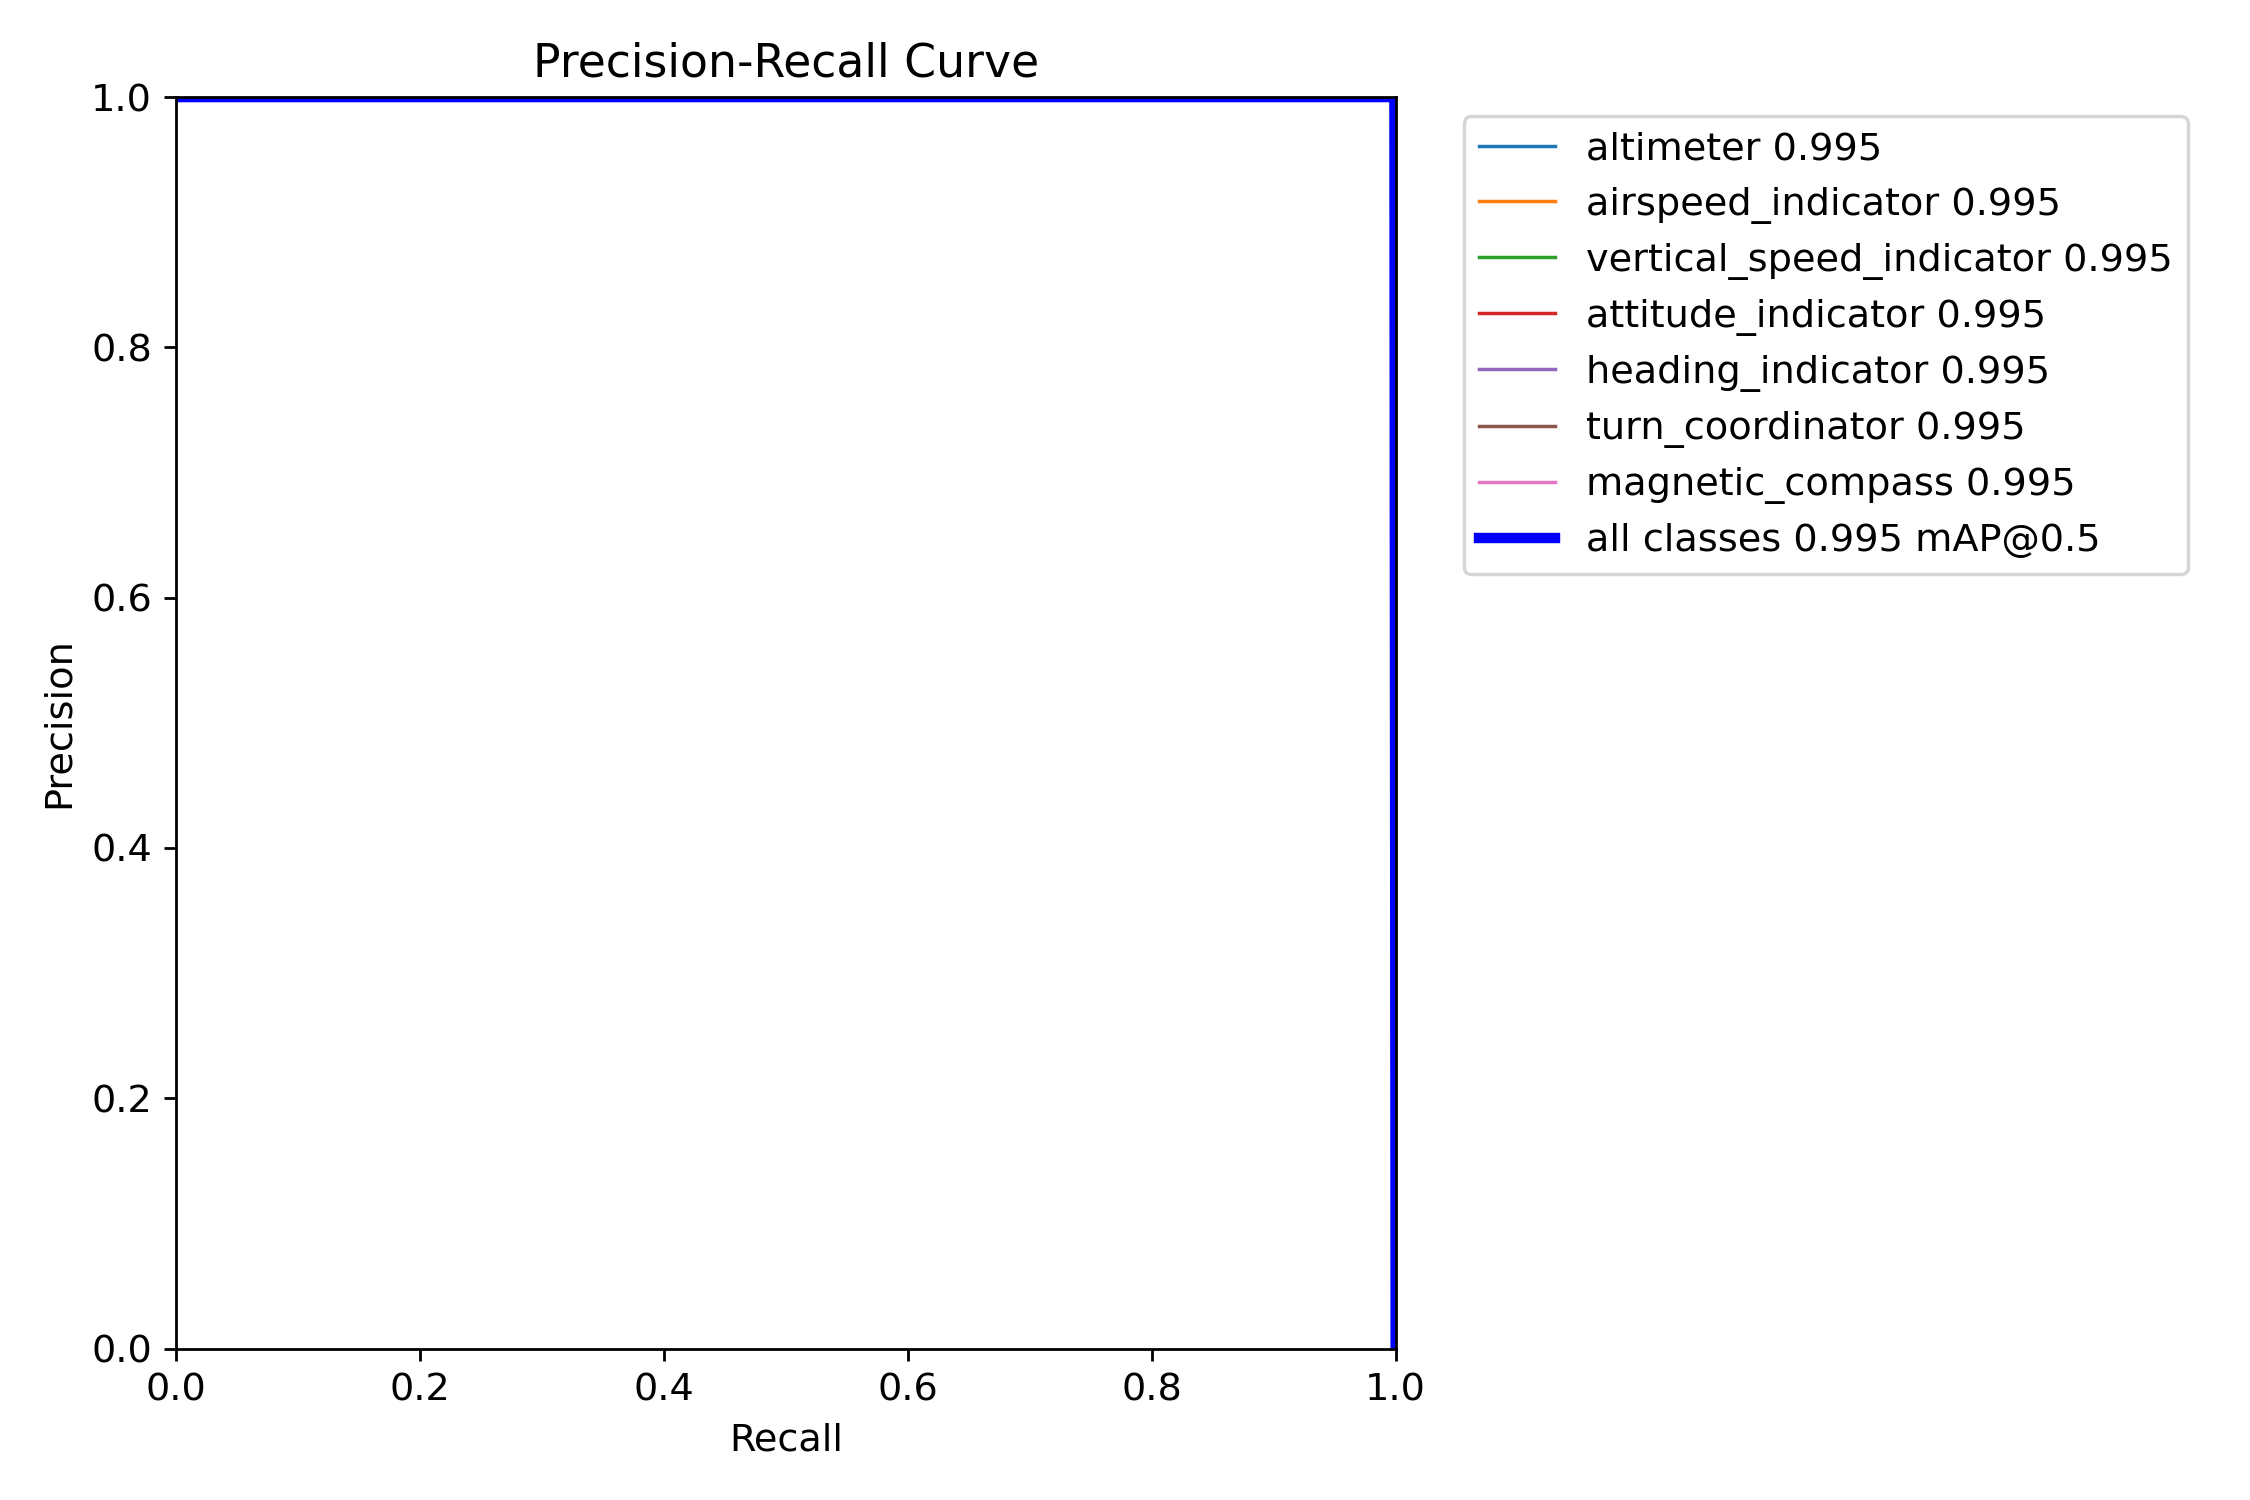 Precision-Recall Curve
1.0
0.8
0.6
0.4
0.2
0.0
Precision
0.0 0.2 0.4 0.6 0.8 1.0
Recall
altimeter 0.995
airspeed_indicator 0.995
vertical_speed_indicator 0.995
attitude_indicator 0.995
heading_indicator 0.995
turn_coordinator 0.995
magnetic_compass 0.995
all classes 0.995 mAP@0.5